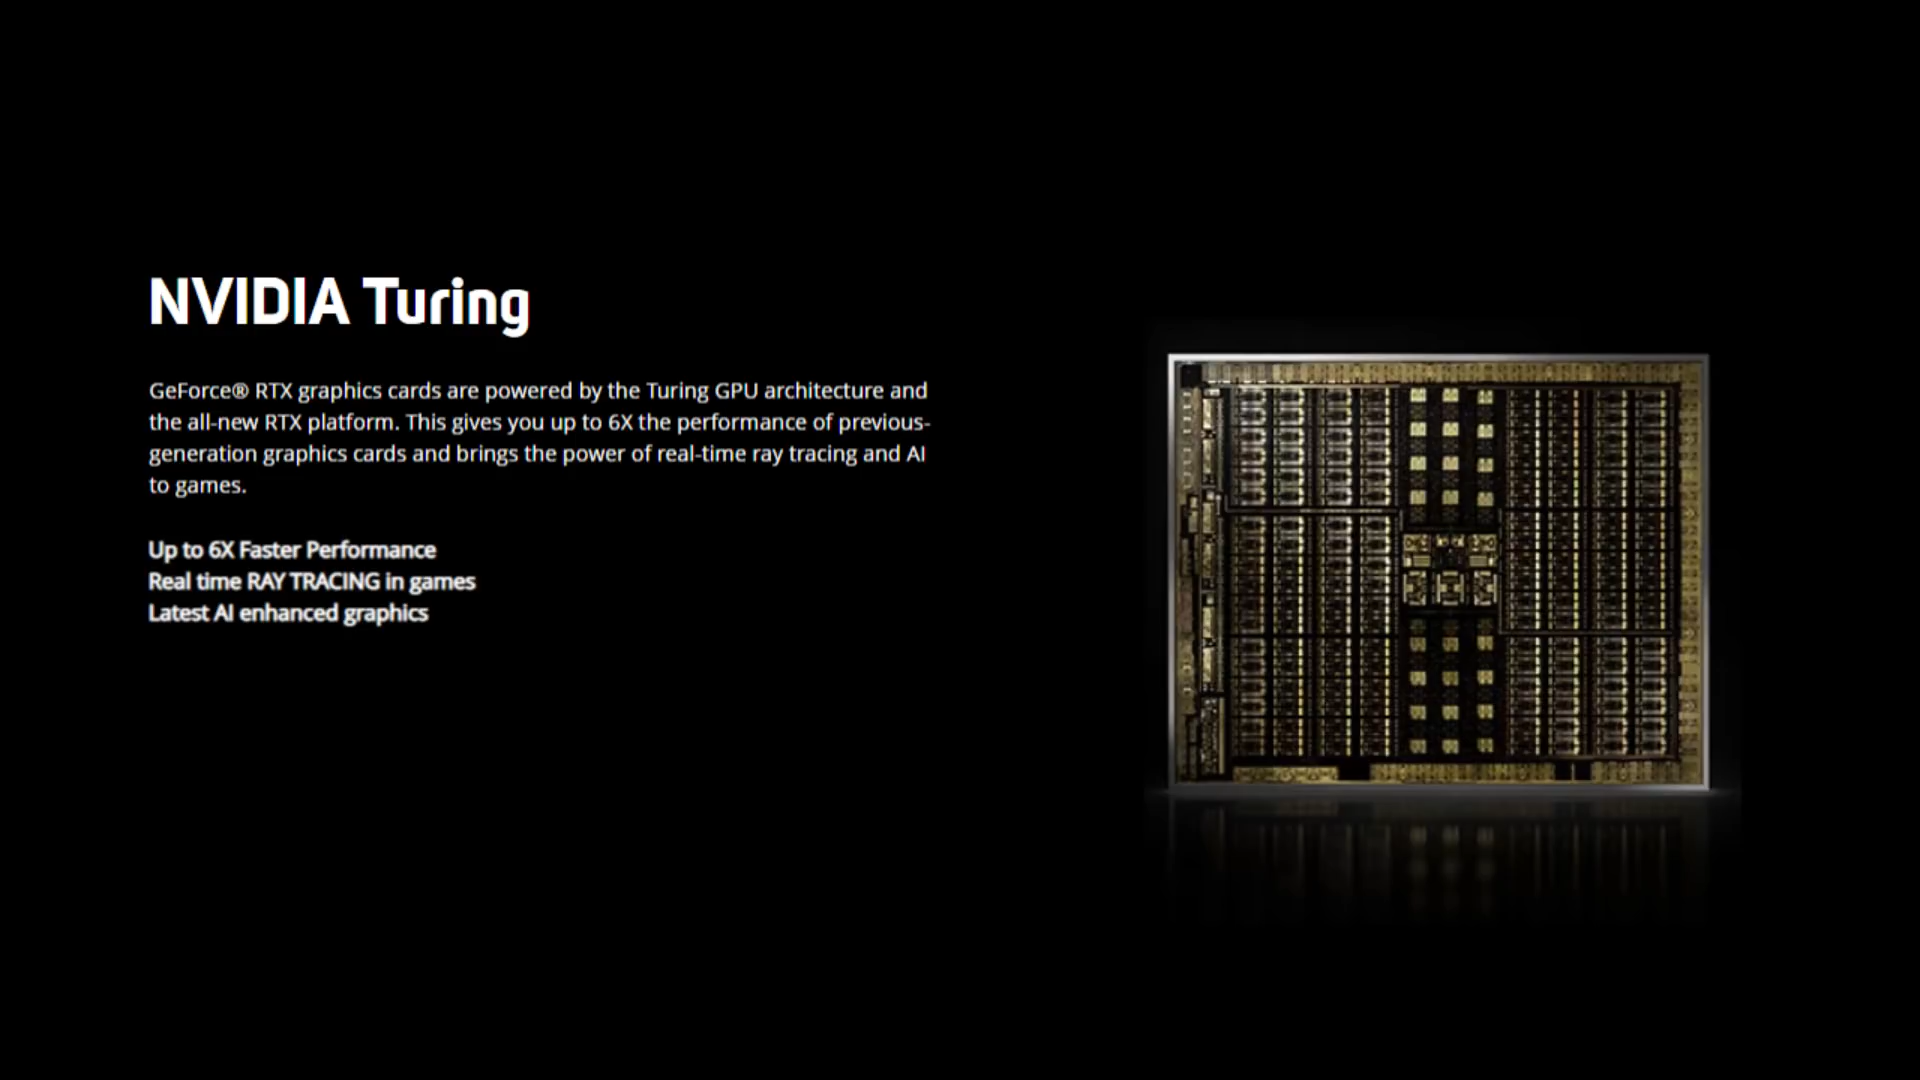 NVIDIA Turing
GeForce® RTX graphics cards are powered by the Turing GPU architecture and
the all-new RTX platform. This gives you up to 6X the performance of previous-
generation graphics cards and brings the power of real-time ray tracing and AI
to games.
Up to 6X Faster Performance
Real time RAY TRACING in games
Latest AI enhanced graphics